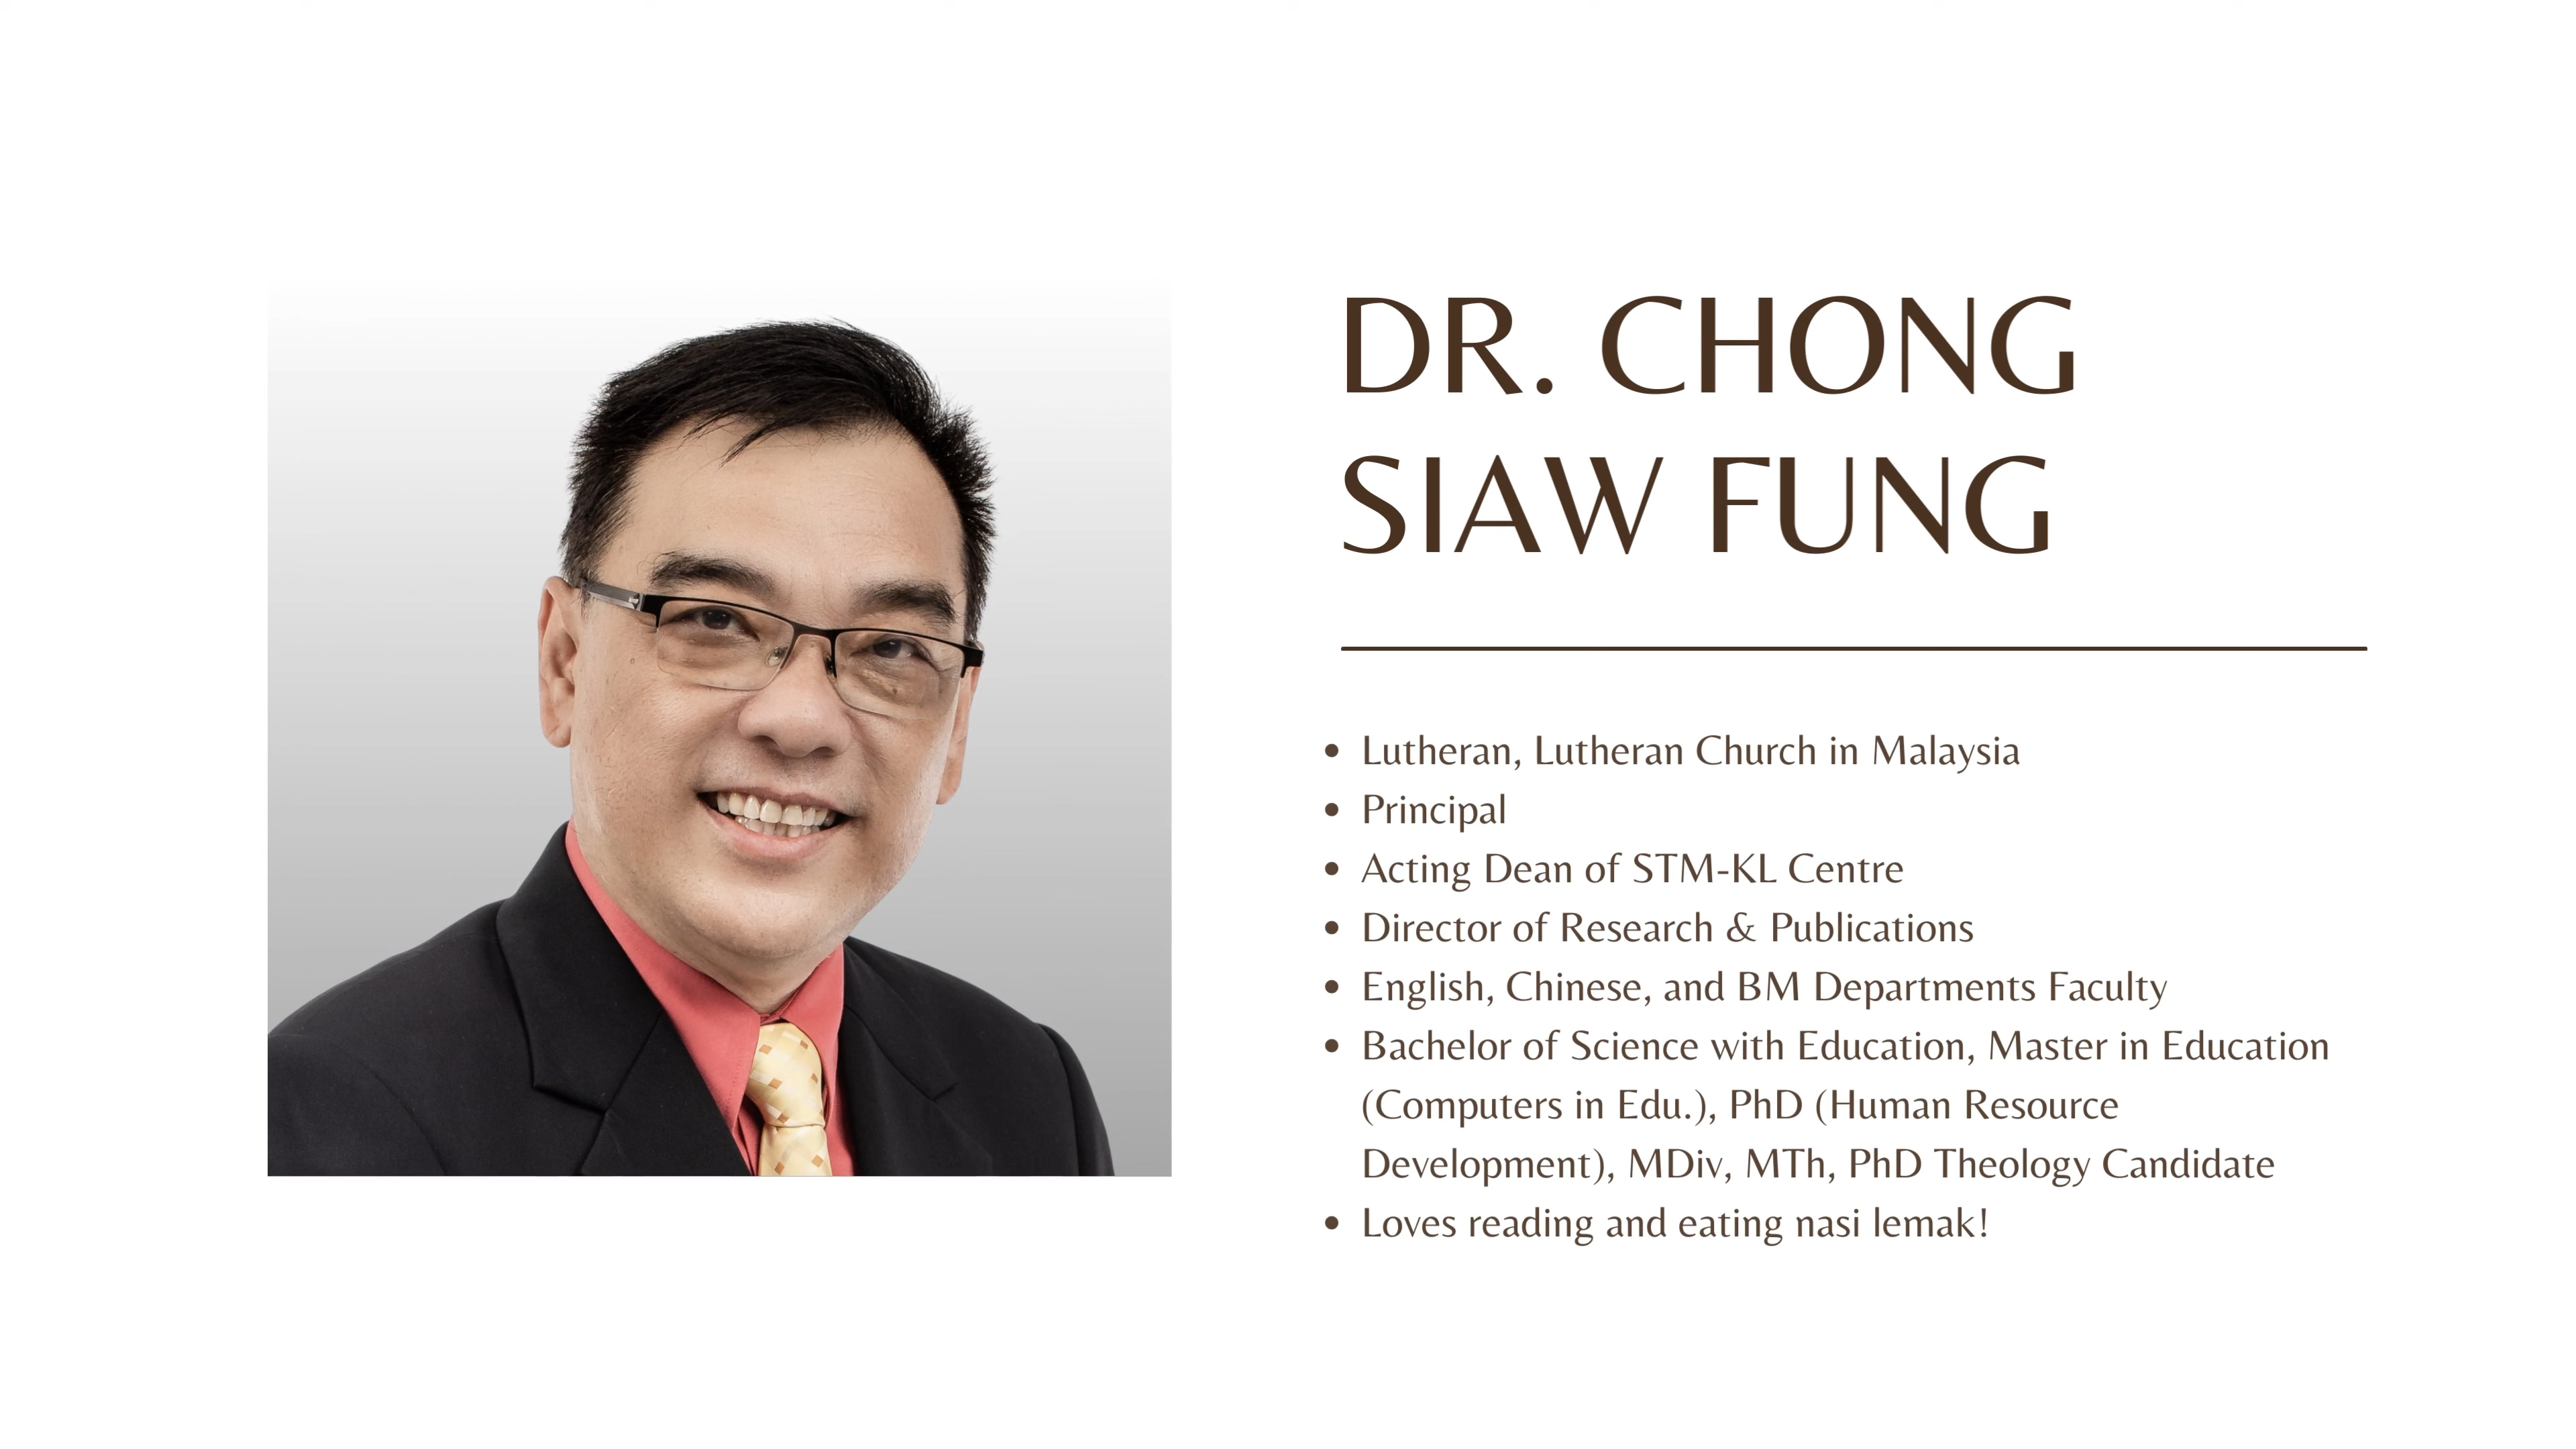 DR. CHONG
SIAW FUNG
• Lutheran, Lutheran Church in Malaysia
• Principal
• Acting Dean of STM-KL Centre
• Director of Research & Publications
• English, Chinese, and BM Departments Faculty
• Bachelor of Science with Education, Master in Education
(Computers in Edu.), PhD (Human Resource
Development), MDiv, MTh, PhD Theology Candidate
• Loves reading and eating nasi lemak!